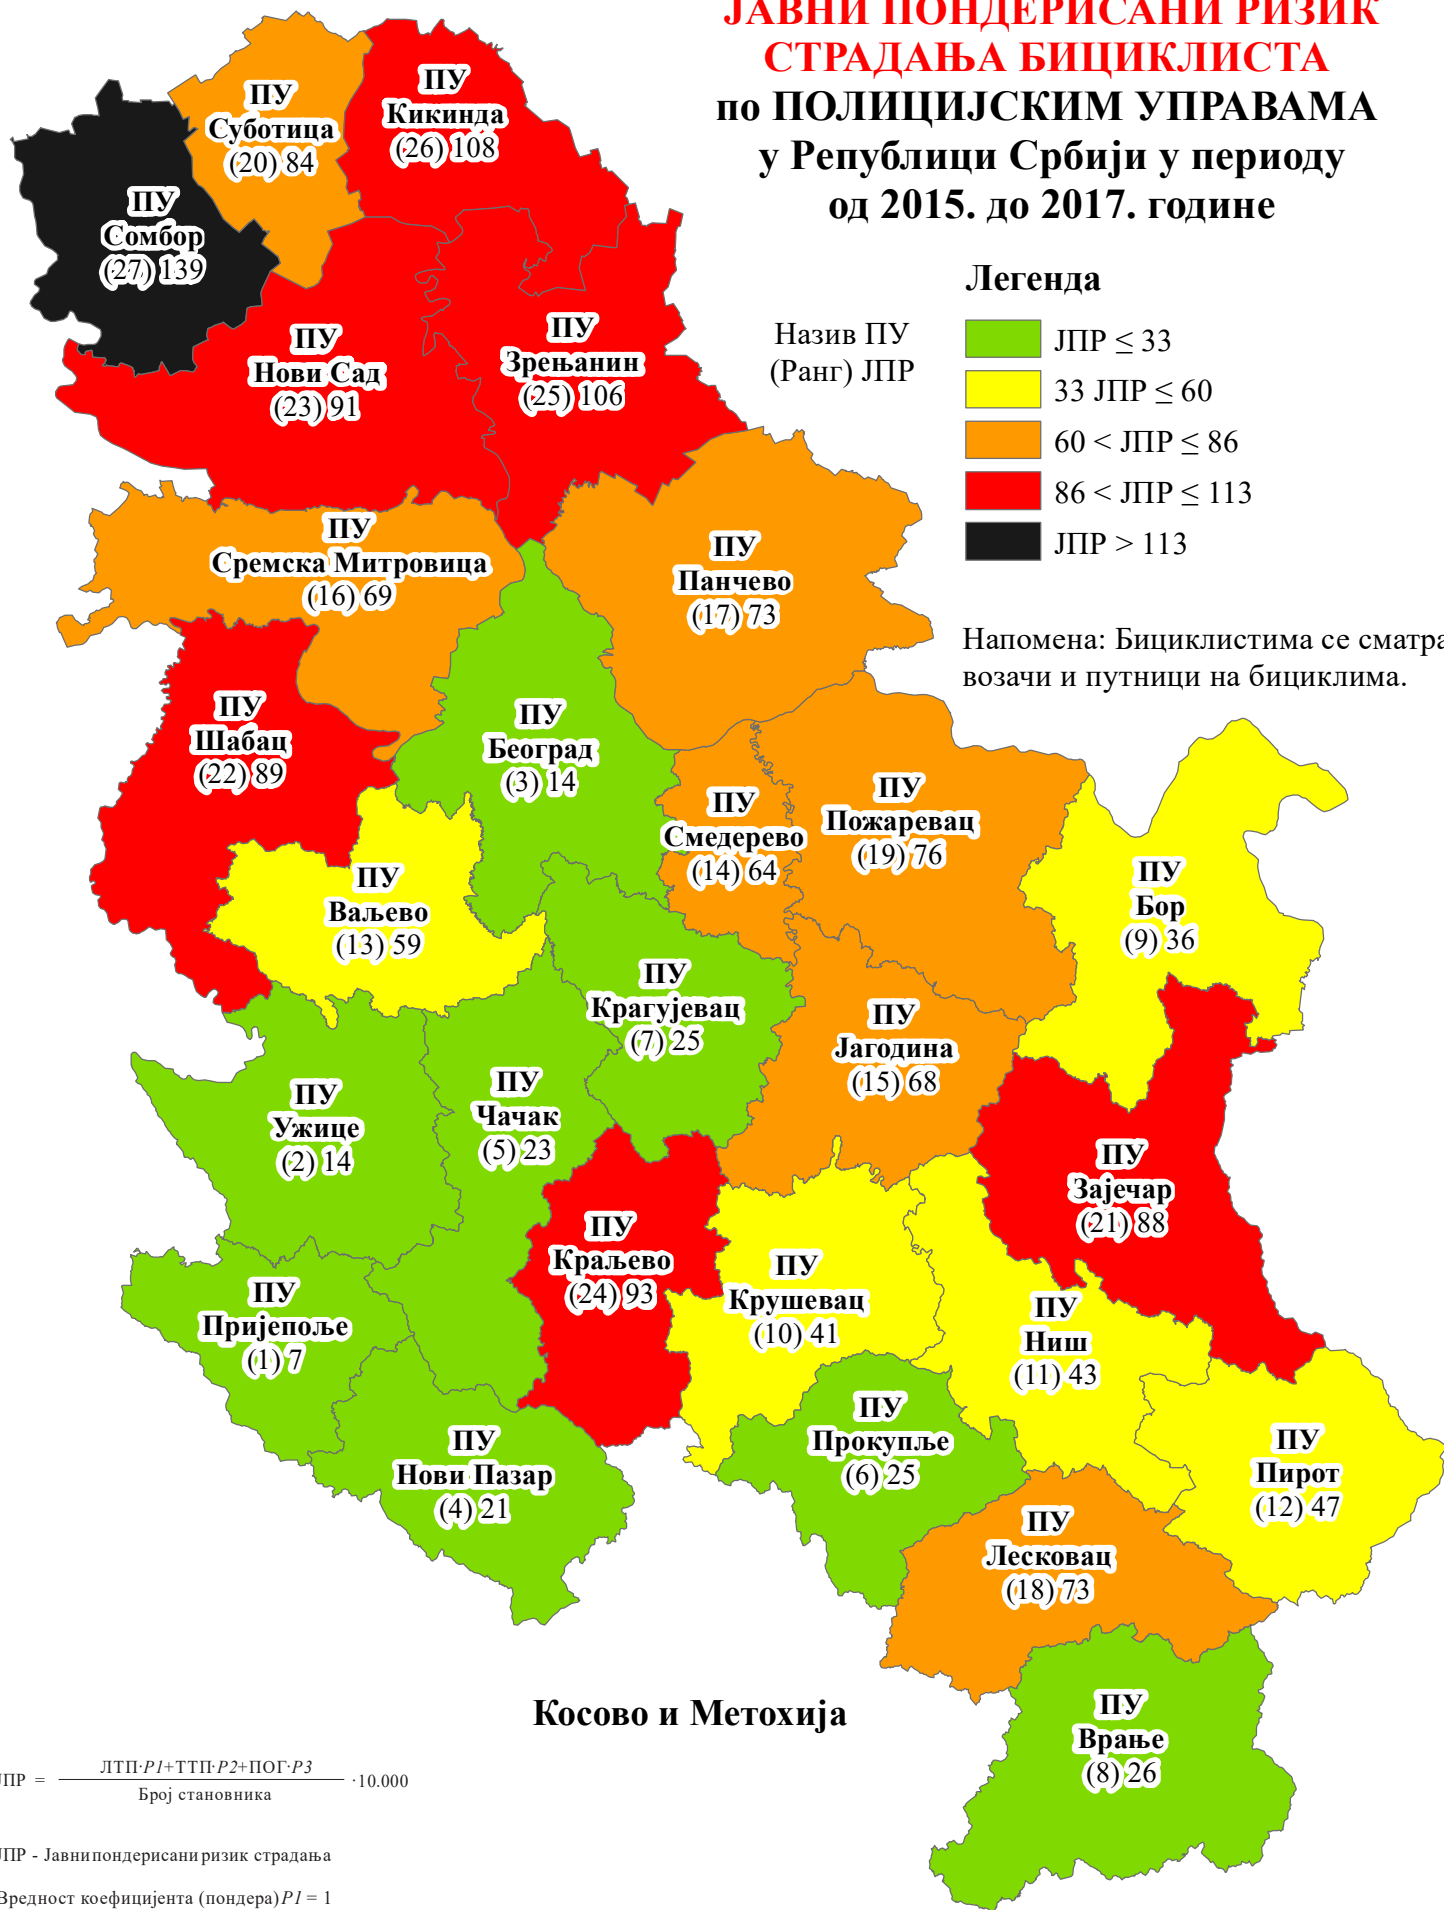 ЈАВНИ ПОНДЕРИСАНИ РИЗИК
СТРАДАЊА БИЦИКЛИСТА
по ПОЛИЦИЈСКИМ УПРАВАМА
у Републици Србији у периоду
од 2015. до 2017. године
Легенда
Назив ПУ
(Ранг) ЈПР
ЈПР ≤ 33
33 ЈПР ≤ 60
60 < ЈПР ≤ 86
86 < ЈПР ≤ 113
ЈПР > 113
Напомена: Бициклистима се сматра
возачи и путници на бициклима.
ПУ
Суботица
(20) 84
ПУ
Кикинда
(26) 108
ПУ
Сомбор
(27) 139
ПУ
Нови Сад
(23) 91
ПУ
Зрењанин
(25) 106
ПУ
Сремска Митровица
(16) 69
ПУ
Панчево
(17) 73
ПУ
Шабац
(22) 89
ПУ
Београд
(3) 14
ПУ
Смедерево
(14) 64
ПУ
Пожаревац
(19) 76
ПУ
Бор
(9) 36
ПУ
Ваљево
(13) 59
ПУ
Крагујевац
(7) 25
ПУ
Јагодина
(15) 68
ПУ
Ужице
(2) 14
ПУ
Чачак
(5) 23
ПУ
Зајечар
(21) 88
ПУ
Краљево
(24) 93
ПУ
Крушевац
(10) 41
ПУ
Ниш
(11) 43
ПУ
Пријепоље
(1) 7
ПУ
Нови Пазар
(4) 21
ПУ
Прокупље
(6) 25
ПУ
Пирот
(12) 47
ПУ
Лесковац
(18) 73
ПУ
Врање
(8) 26
Косово и Метохија
ЈПР = ЛТП·P1+ТТП·P2+ПОГ·P3 ·10.000
Број становника
ЈПР - Јавни пондерисани ризик страдања
Вредност коефицијента (пондера) P1 = 1